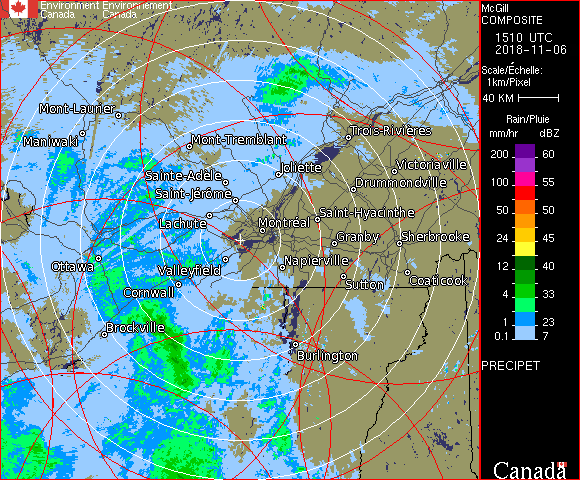 Environment Environnement
Canada Canada
McGill
COMPOSITE
1510 UTC
2018-11-06
Scale/Échelle:
1km/Pixel
40 KM
Rain/Pluie
mm/hr dBZ
200 60
100 55
50 50
24 45
12 40
4 33
1 23
0.1 7
PRECIPET
Canada
Mont-Laurier
Maniwaki
Mont-Tremblant
Trois-Rivières
Joliette
Victoriaville
Sainte-Adèle
Drummondville
Saint-Jérôme
Saint-Hyacinthe
Lachute
Montréal
Granby
Sherbrooke
Ottawa
Valleyfield
Napierville
Cornwall
Sutton
Coaticook
Brockville
Burlington